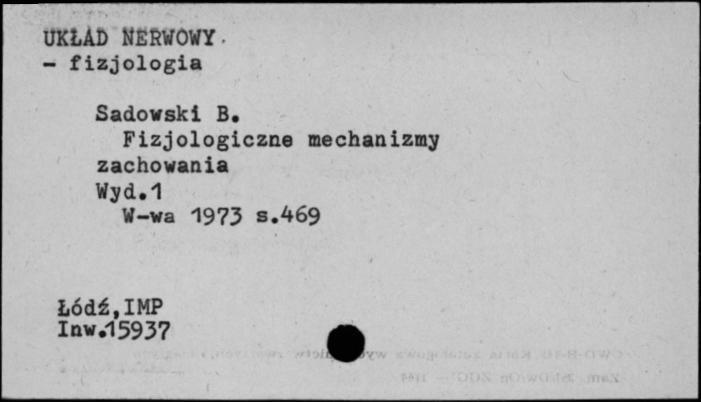 UKŁAD NERWOWY.
- fizjologia
Sadowski B.
Fizjologiczne mechanizmy
zachowania
Wyd.1
W-wa 1973 s.469
Łódź,IMP
Inw.15937